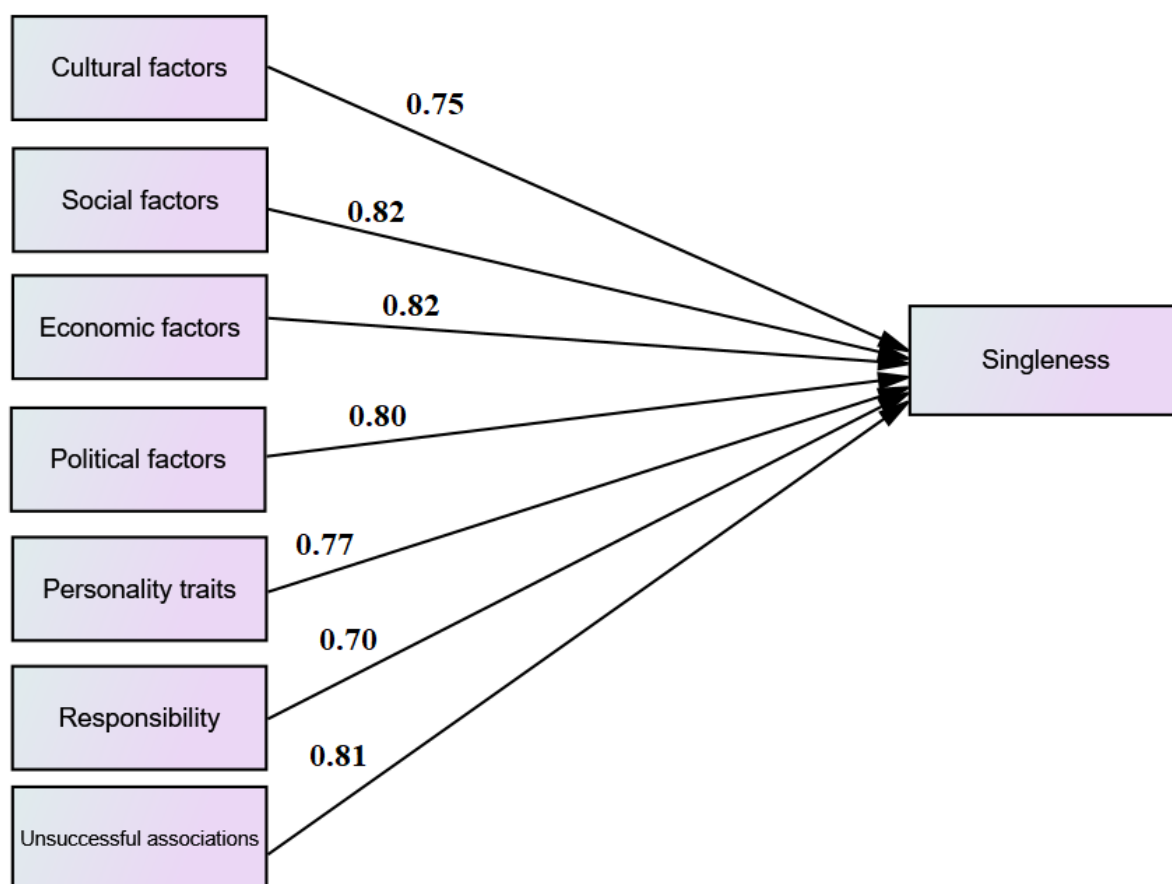 Cultural factors
0.75
Social factors
0.82
Economic factors
0.82
Singleness
Political factors
0.80
Personality traits
0.77
Responsibility
0.70
Unsuccessful associations
0.81